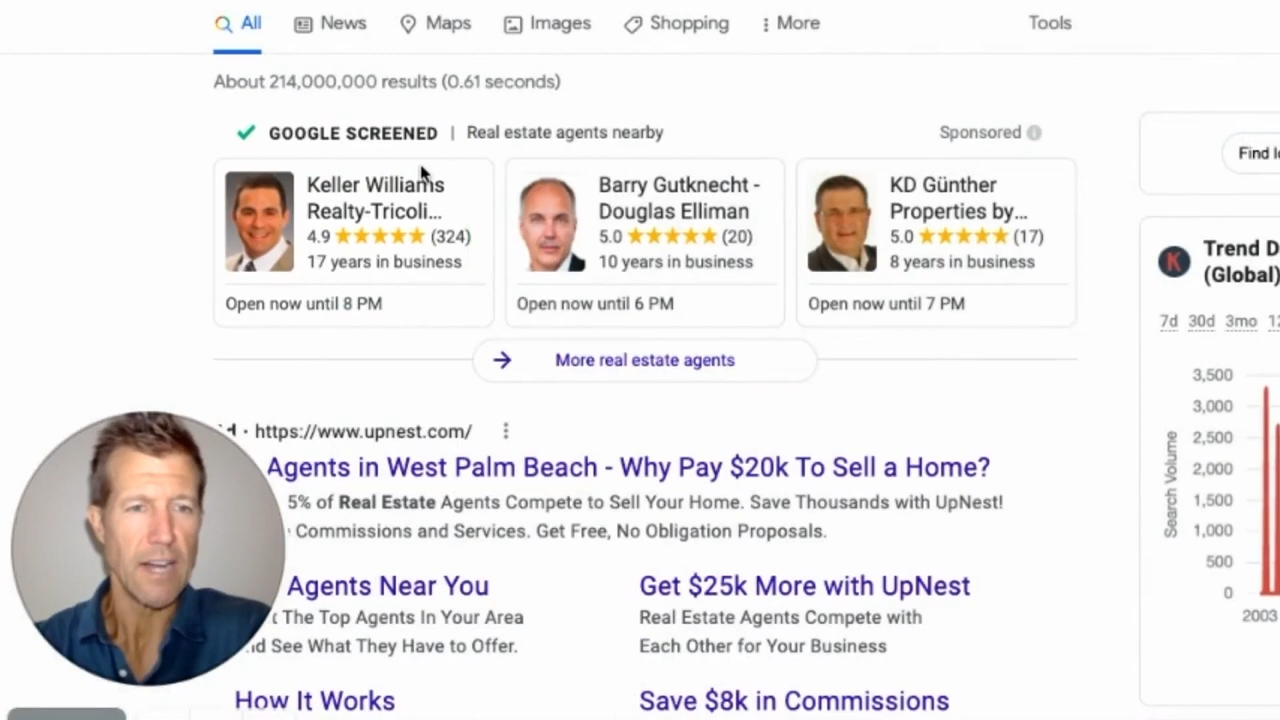 All News Maps Images Shopping More Tools
About 214,000,000 results (0.61 seconds)
GOOGLE SCREENED | Real estate agents nearby Sponsored
Keller Williams
Realty-Tricoli...
4.9 (324)
17 years in business
Open now until 8 PM
Barry Gutknecht -
Douglas Elliman
5.0 (20)
10 years in business
Open now until 6 PM
KD Günther
Properties by...
5.0 (17)
8 years in business
Open now until 7 PM
More real estate agents
· https://www.upnest.com/
Agents in West Palm Beach - Why Pay $20k To Sell a Home?
5% of Real Estate Agents Compete to Sell Your Home. Save Thousands with UpNest!
Commissions and Services. Get Free, No Obligation Proposals.
Agents Near You
The Top Agents In Your Area
See What They Have to Offer.
Get $25k More with UpNest
Real Estate Agents Compete with
Each Other for Your Business
How It Works
Save $8k in Commissions
Find
K
Trend
(Global)
7d 30d 3mo
Search Volume
3,500
3,000
2,500
2,000
1,500
1,000
500
0
2003